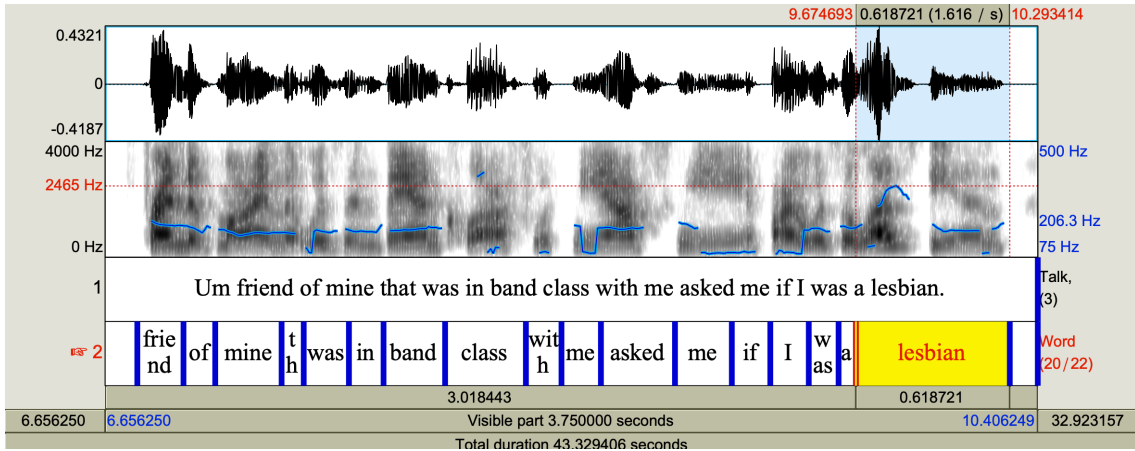 9.674693 0.618721 (1.616 / s) 10.293414
0.4321
0
-0.4187
4000 Hz 500 Hz
2465 Hz
206.3 Hz
0 Hz 75 Hz
1 Um friend of mine that was in band class with me asked me if I was a lesbian. Talk, (3)
☞ 2 friend of mine th was in band class with me asked me if I was a lesbian Word (20/22)
3.018443 0.618721
6.656250 6.656250 Visible part 3.750000 seconds 10.406249 32.923157
Total duration 43.329406 seconds